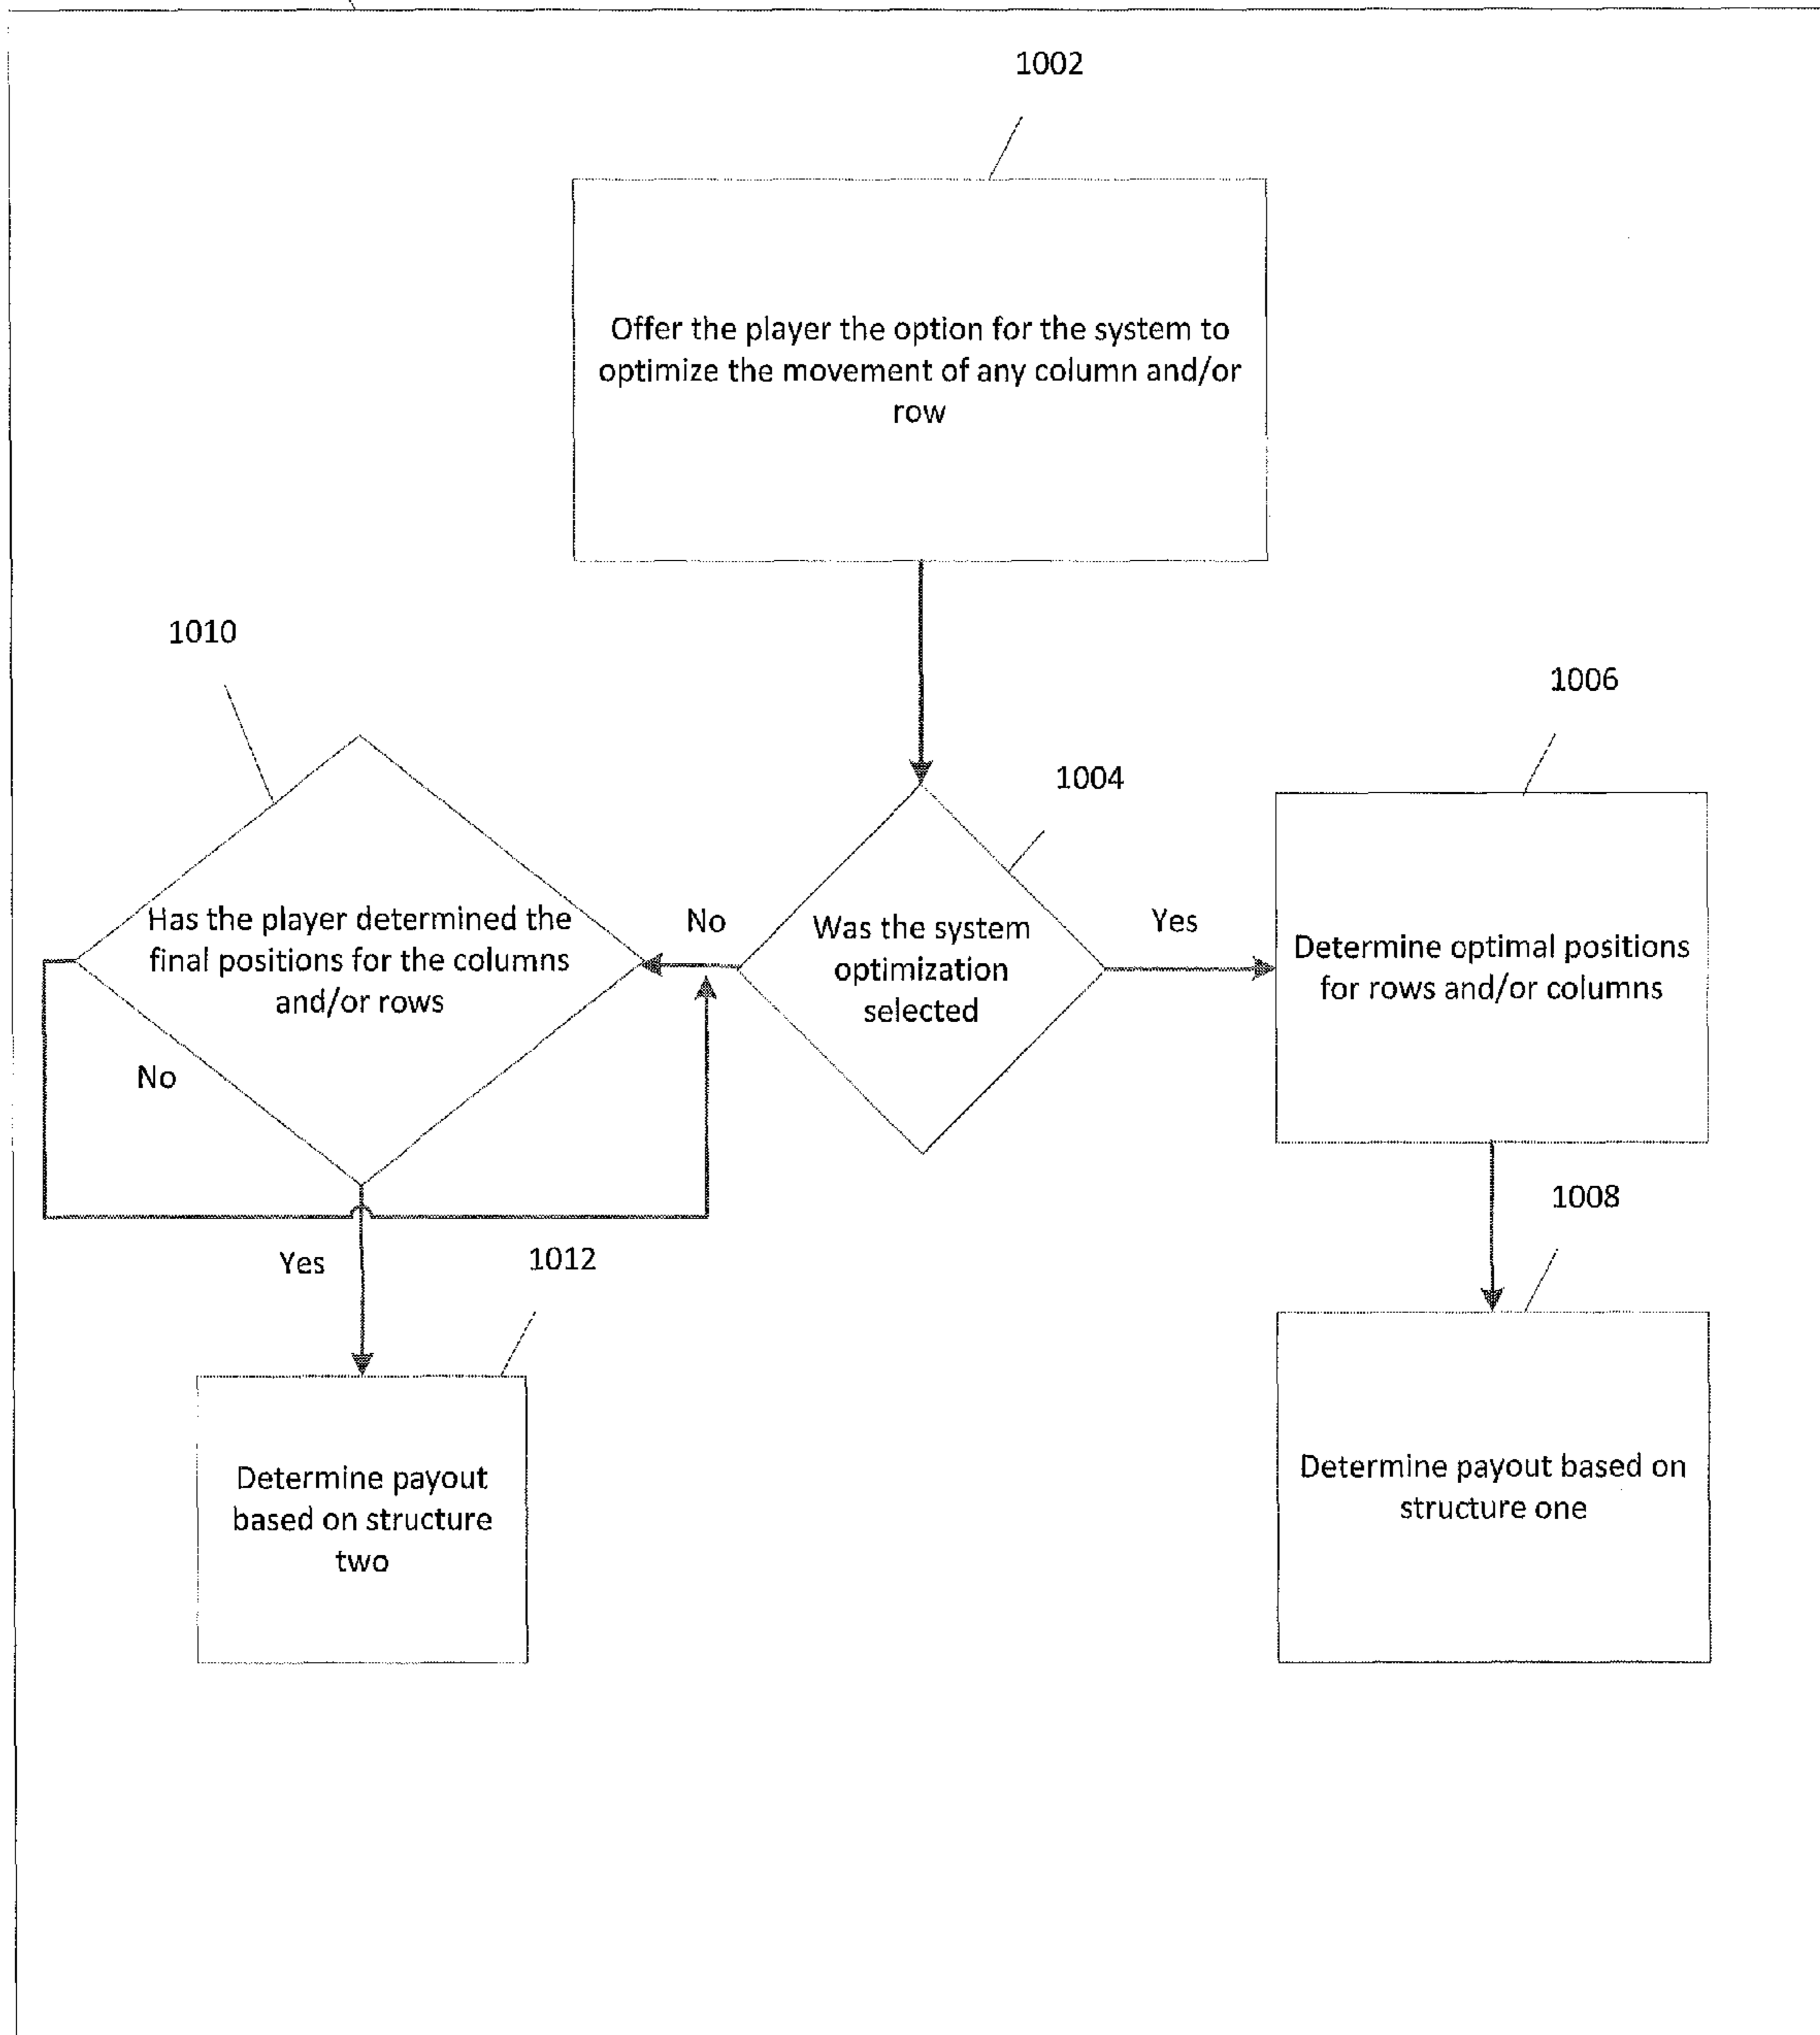 1002
Offer the player the option for the system to
optimize the movement of any column and/or
row
1010
1006
1004
Has the player determined the
final positions for the columns
and/or rows
No
Was the system
optimization
selected
Yes
Determine optimal positions
for rows and/or columns
No
1008
Yes
1012
Determine payout
based on structure
two
Determine payout based on
structure one